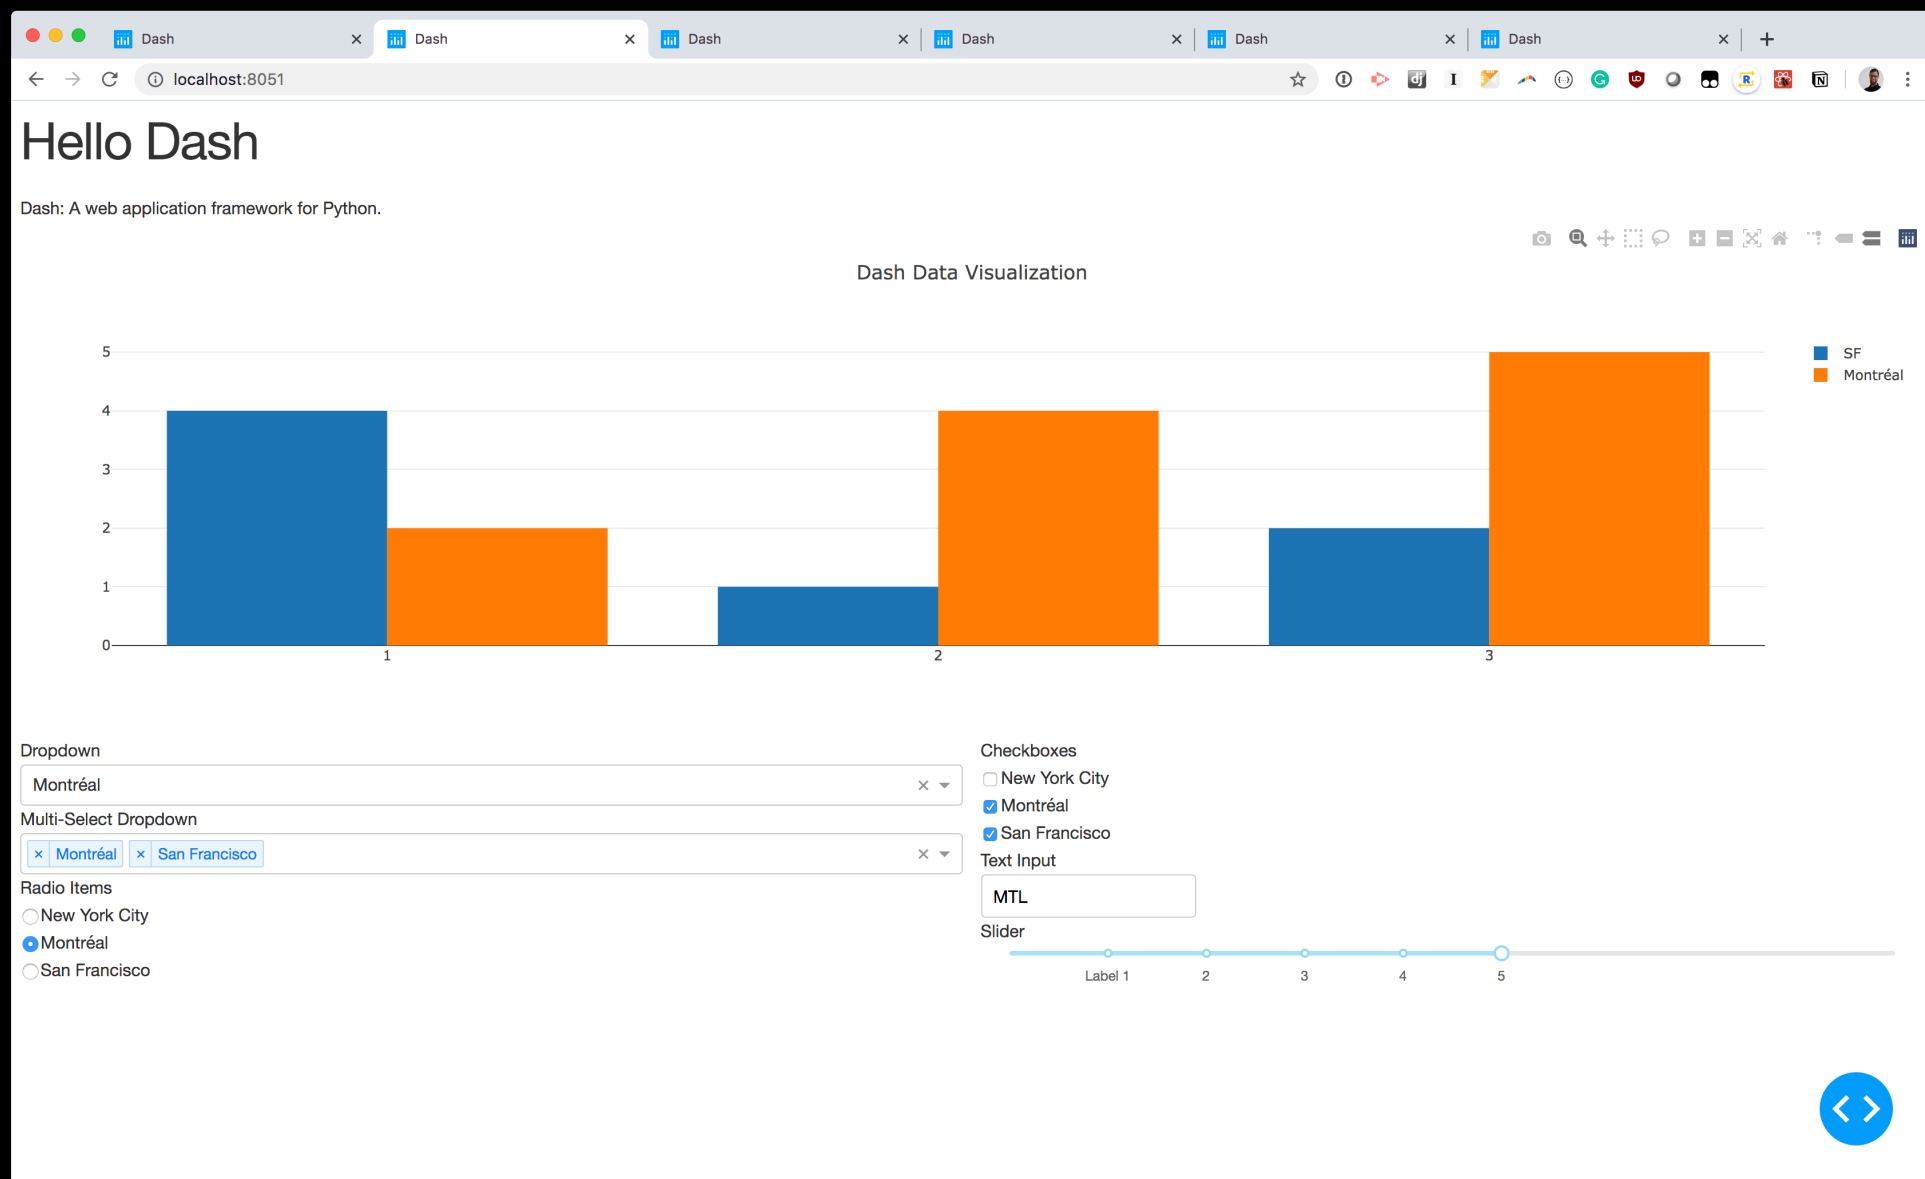 Dash
Dash
Dash
Dash
Dash
Dash
localhost:8051
Hello Dash
Dash: A web application framework for Python.
Dash Data Visualization
5
4
3
2
1
0
1
2
3
SF
Montréal
Dropdown
Montréal
Multi-Select Dropdown
× Montréal × San Francisco
Radio Items
New York City
Montréal
San Francisco
Checkboxes
New York City
Montréal
San Francisco
Text Input
MTL
Slider
Label 1 2 3 4 5